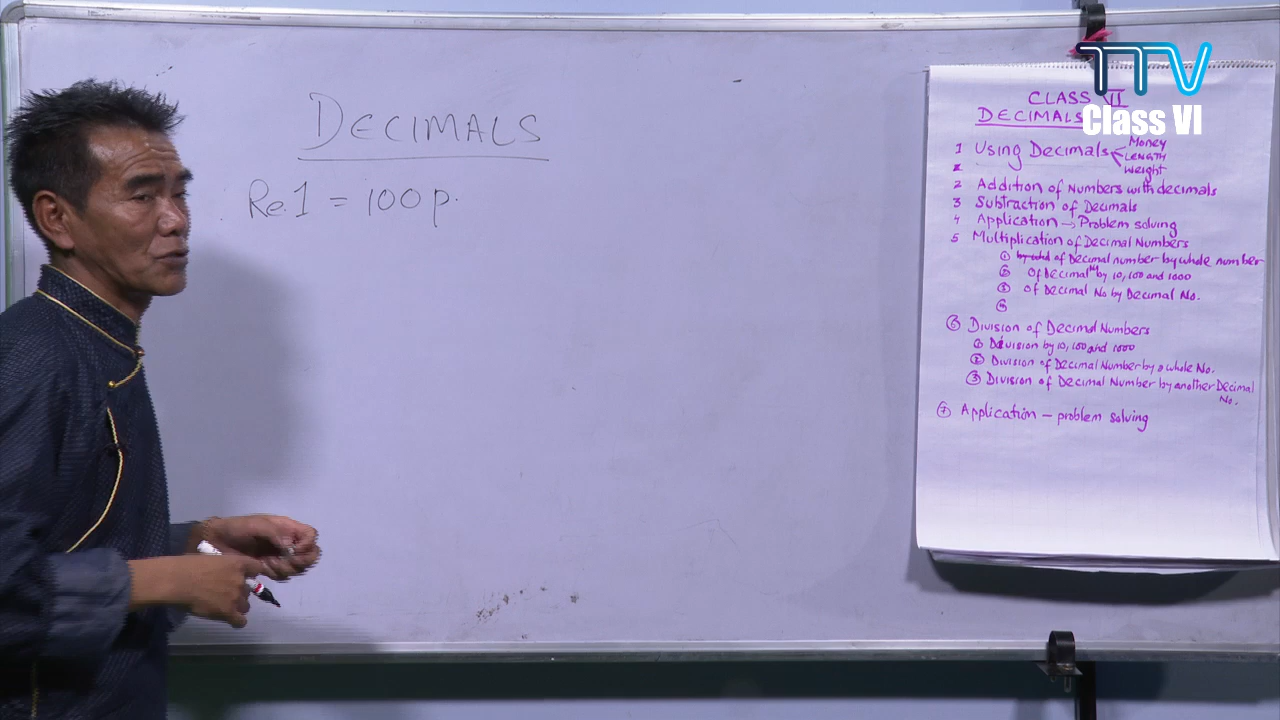 DECIMALS
Re.1 = 100 p.
TTV
Class VI
CLASS VI
DECIMALS
1 Using Decimals
Money
LENGTH
Weight
2 Addition of Numbers with decimals
3 Subtraction of Decimals
4 Application → Problem solving
5 Multiplication of Decimal Numbers
① of Decimal number by whole number
② Of Decimal No by 10, 100 and 1000
③ Of Decimal No by Decimal No.
④
⑥ Division of Decimal Numbers
① Division by 10, 100 and 1000
② Division of Decimal Number by a whole No.
③ Division of Decimal Number by another Decimal
No.
⑦ Application – problem solving